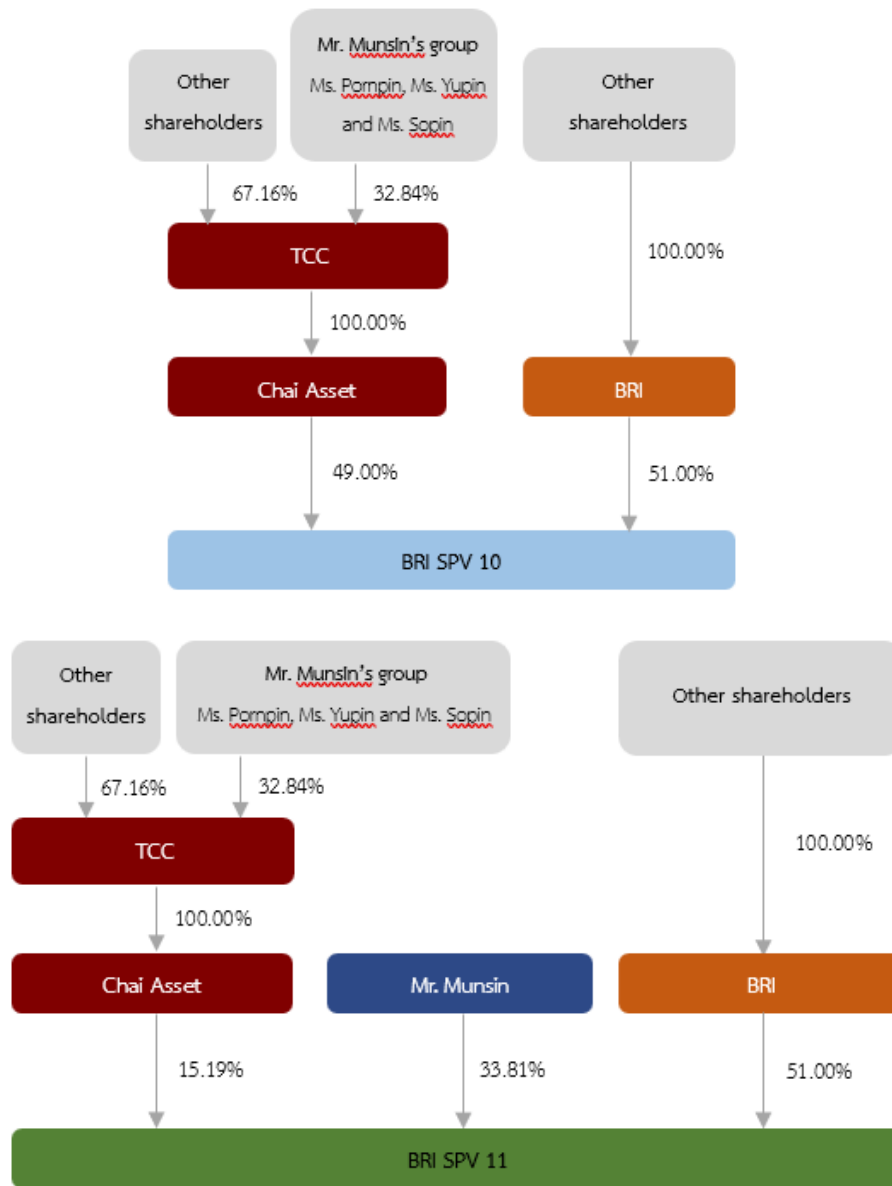 Other
shareholders
Mr. Munsin's group
Ms. Pornpin, Ms. Yupin
and Ms. Sopin
Other
shareholders
67.16%
32.84%
100.00%
TCC
100.00%
Chai Asset
BRI
49.00%
51.00%
BRI SPV 10
Other
shareholders
Mr. Munsin's group
Ms. Pornpin, Ms. Yupin and Ms. Sopin
Other shareholders
67.16%
32.84%
100.00%
TCC
100.00%
Chai Asset
Mr. Munsin
BRI
15.19%
33.81%
51.00%
BRI SPV 11